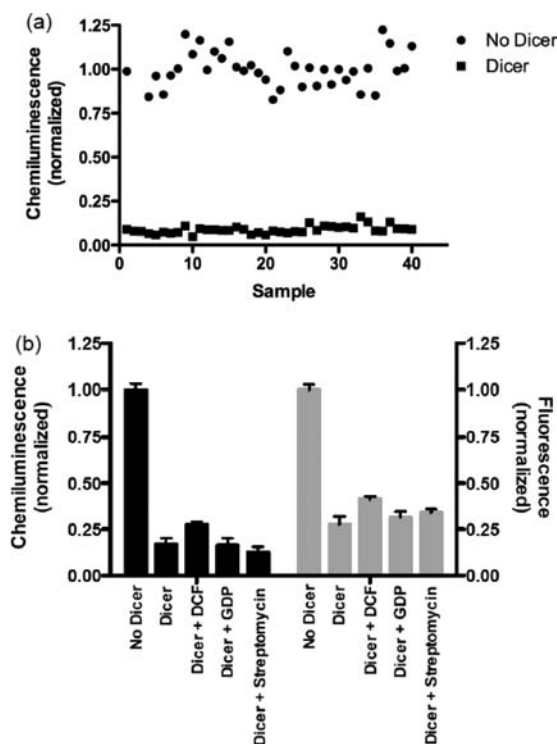 (a)
No Dicer
Dicer
Chemiluminescence
(normalized)
1.25
1.00
0.75
0.50
0.25
0.00
0
10
20
30
40
Sample
(b)
Chemiluminescence
(normalized)
1.25
1.00
0.75
0.50
0.25
0.00
No Dicer
Dicer
Dicer + DCF
Dicer + GDP
Dicer + Streptomycin
No Dicer
Dicer
Dicer + DCF
Dicer + GDP
Dicer + Streptomycin
1.25
1.00
0.75
0.50
0.25
0.00
Fluorescence
(normalized)